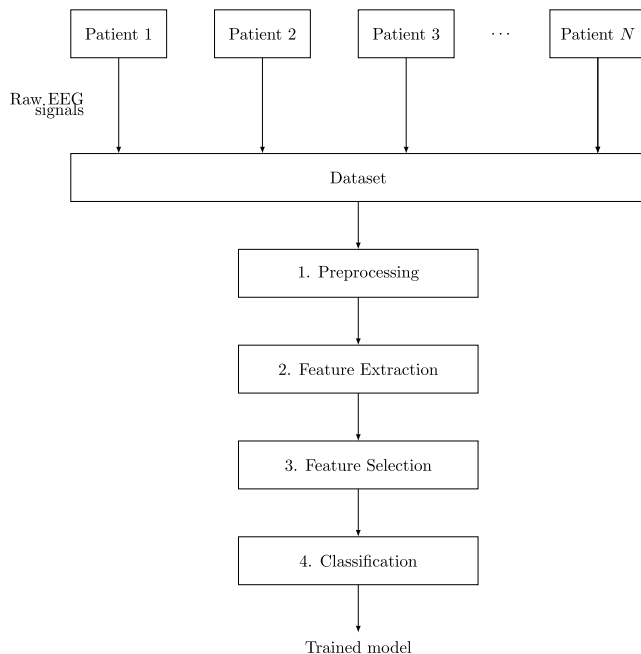 Patient 1
Patient 2
Patient 3
...
Patient N
Raw EEG
signals
Dataset
1. Preprocessing
2. Feature Extraction
3. Feature Selection
4. Classification
Trained model